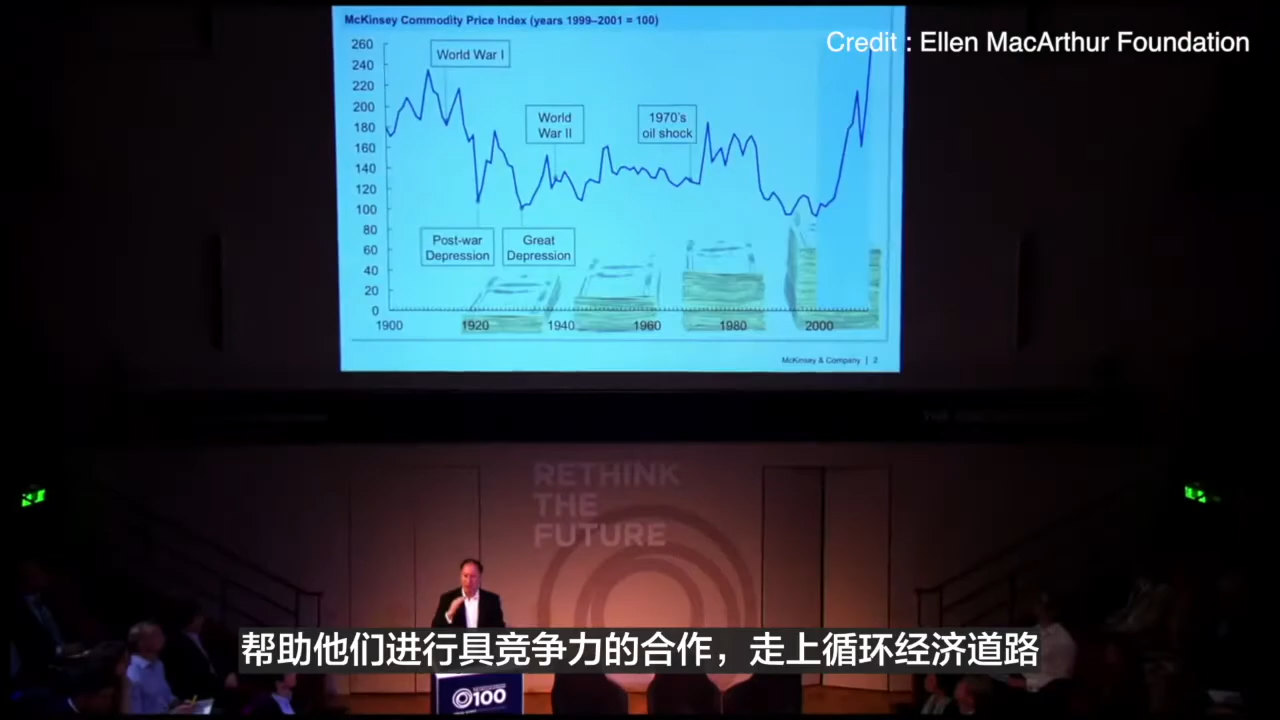 McKinsey Commodity Price Index (years 1999–2001 = 100)
Credit : Ellen MacArthur Foundation
260
240
220
200
180
160
140
120
100
80
60
40
20
0
World War I
World
War II
1970's
oil shock
Post-war
Depression
Great
Depression
1900
1920
1940
1960
1980
2000
McKinsey & Company | 2
RETHINK
THE
FUTURE
帮助他们进行具竞争力的合作，走上循环经济道路
100